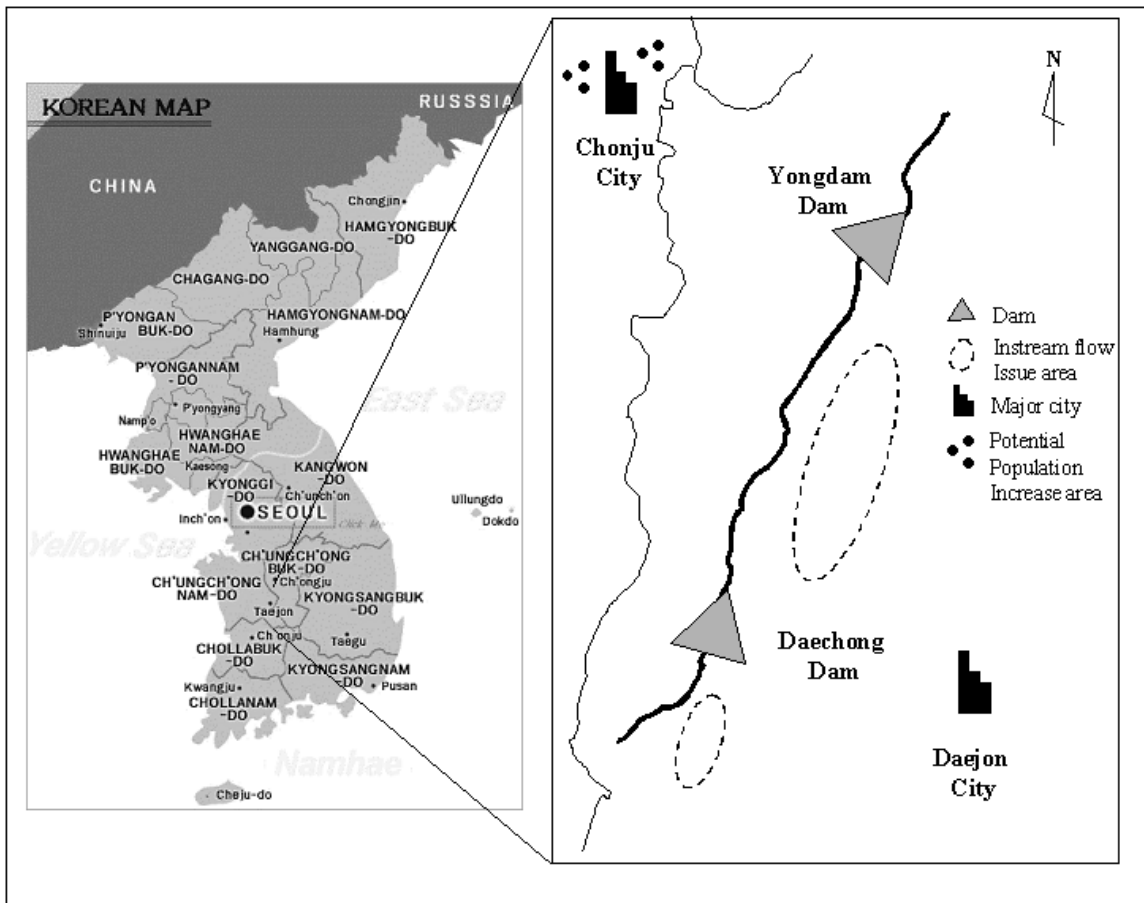 KOREAN MAP
RUSSSIA
CHINA
Chongjin
HAMGYONGBUK
-DO
YANGGANG-DO
CHAGANG-DO
P'YONGAN
BUK-DO
Shinuiju
HAMGYONGNAM-DO
Hamhung
P'YONGANNAM
-DO
P'yongyang
Namp'o
East Sea
HWANGHAE
NAM-DO
HWANGHAE
BUK-DO
Kaesong
KANGWON
-DO
KYONGGI
-DO
Ch'unch'on
Ullungdo
Dokdo
SEOUL
Inch'on
Click Me
Yellow Sea
CH'UNGCH'ONG
BUK-DO
Ch'ongju
CH'UNGCH'ONG
NAM-DO
KYONGSANGBUK
-DO
Taejon
Ch'onju
Taegu
CHOLLABUK
-DO
KYONGSANGNAM
-DO
Kwangju
Pusan
CHOLLANAM
-DO
Namhae
Cheju-do
N
Chonju
City
Yongdam
Dam
Dam
Instream flow
Issue area
Major city
Potential
Population
Increase area
Daechong
Dam
Daejon
City